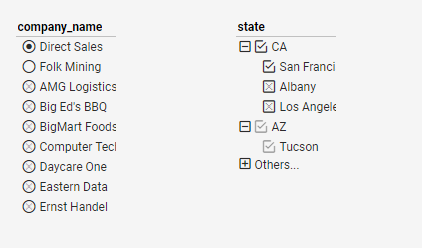 company_name
Direct Sales
Folk Mining
AMG Logistics
Big Ed's BBQ
BigMart Foods
Computer Tecl
Daycare One
Eastern Data
Ernst Handel
state
CA
San Franci
Albany
Los Angele
AZ
Tucson
Others...